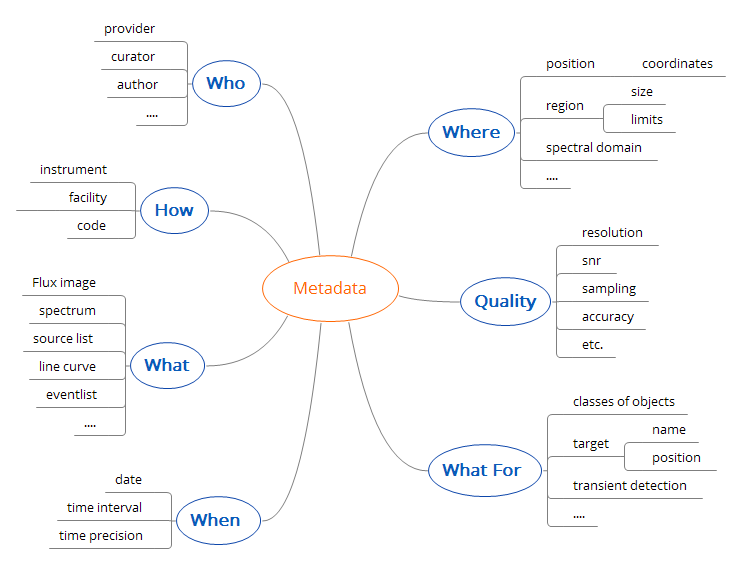 Metadata
Who
provider
curator
author
....
How
instrument
facility
code
What
Flux image
spectrum
source list
line curve
eventlist
....
When
date
time interval
time precision
Where
position
coordinates
region
size
limits
spectral domain
....
Quality
resolution
snr
sampling
accuracy
etc.
What For
classes of objects
target
name
position
transient detection
....